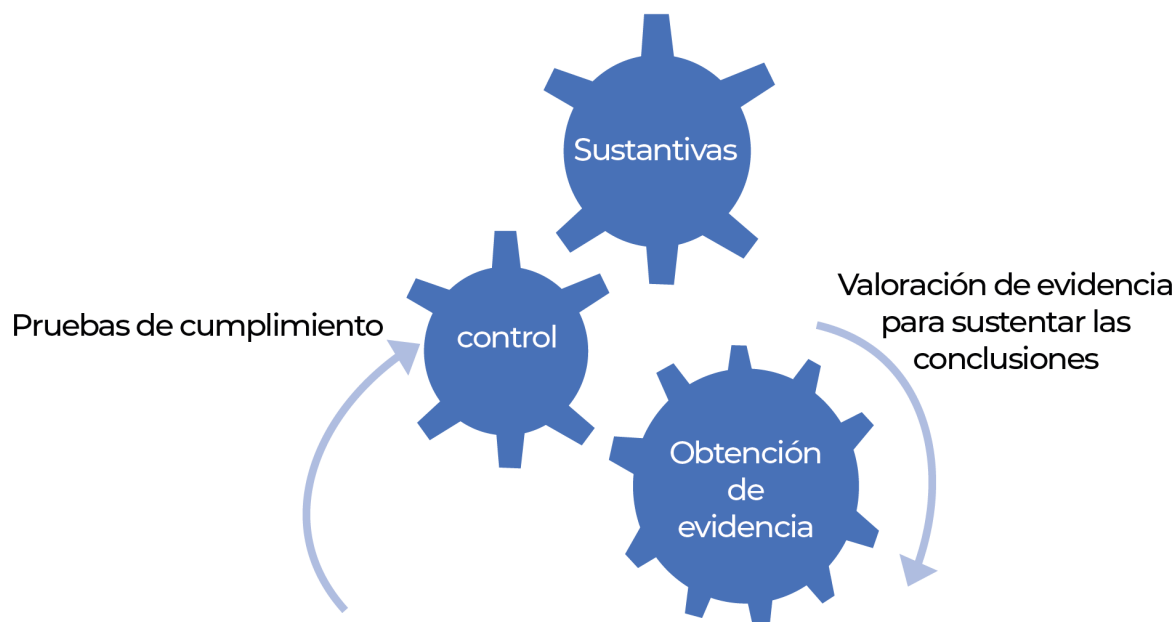 Sustantivas
Pruebas de cumplimiento
control
Valoración de evidencia
para sustentar las
conclusiones
Obtención
de
evidencia